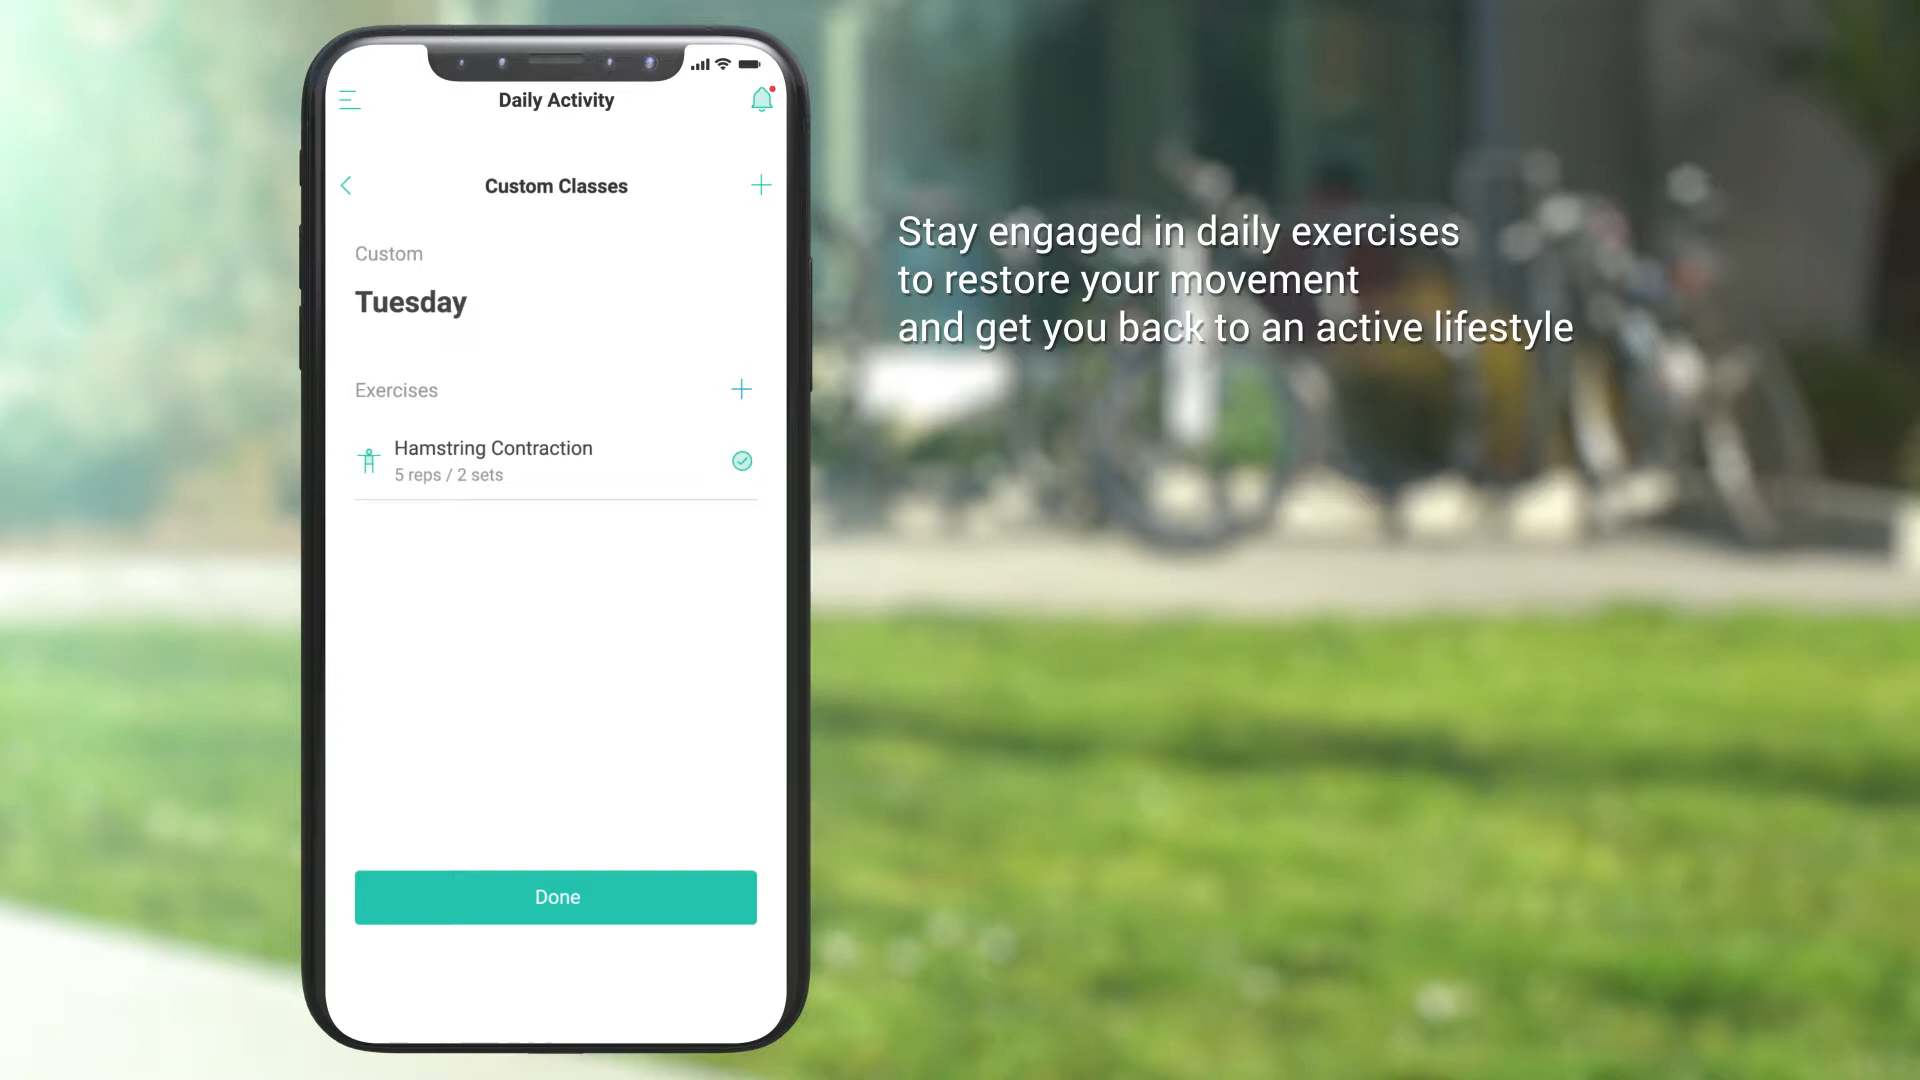 Daily Activity
Custom Classes
Custom
Tuesday
Exercises
Hamstring Contraction
5 reps / 2 sets
Done
Stay engaged in daily exercises
to restore your movement
and get you back to an active lifestyle